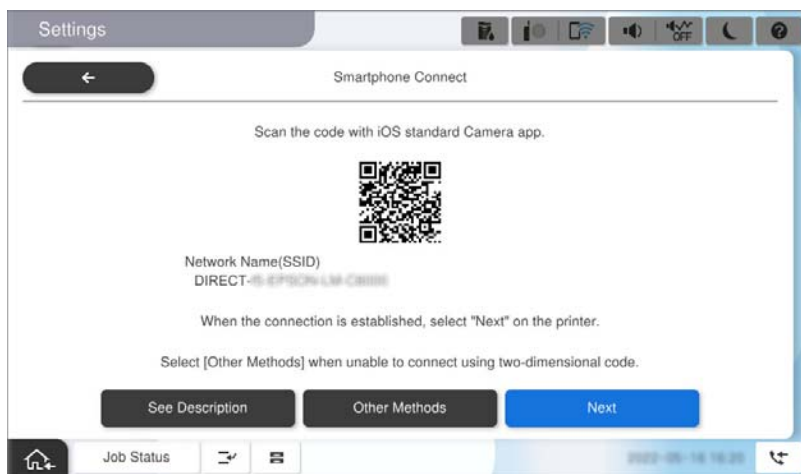 Settings
OFF
Smartphone Connect
Scan the code with iOS standard Camera app.
Network Name(SSID)
DIRECT-
When the connection is established, select "Next" on the printer.
Select [Other Methods] when unable to connect using two-dimensional code.
See Description
Other Methods
Next
Job Status